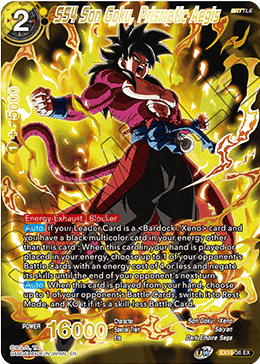 2
SS4 Son Goku, Prismatic Aegis
BATTLE
1 + -5000
Energy-Exhaust Blocker
Auto If your Leader Card is a <Bardock : Xeno> card and
you have a black multicolor card in your energy other
than this card : When this card in your hand is played or
placed in your energy, choose up to 1 of your opponent's
Battle Cards with an energy cost of 4 or less and negate
its skills until the end of your opponent's next turn.
Auto When this card is played from your hand, choose
up to 1 of your opponent's Battle Cards, switch it to Rest
Mode, and KO it if it's a skill-less Battle Card.
MADE IN JAPAN EN
POWER 16000
Character Son Goku : Xeno
Special Trait Saiyan
Era Dark Empire Saga
UW EX19-06 EX